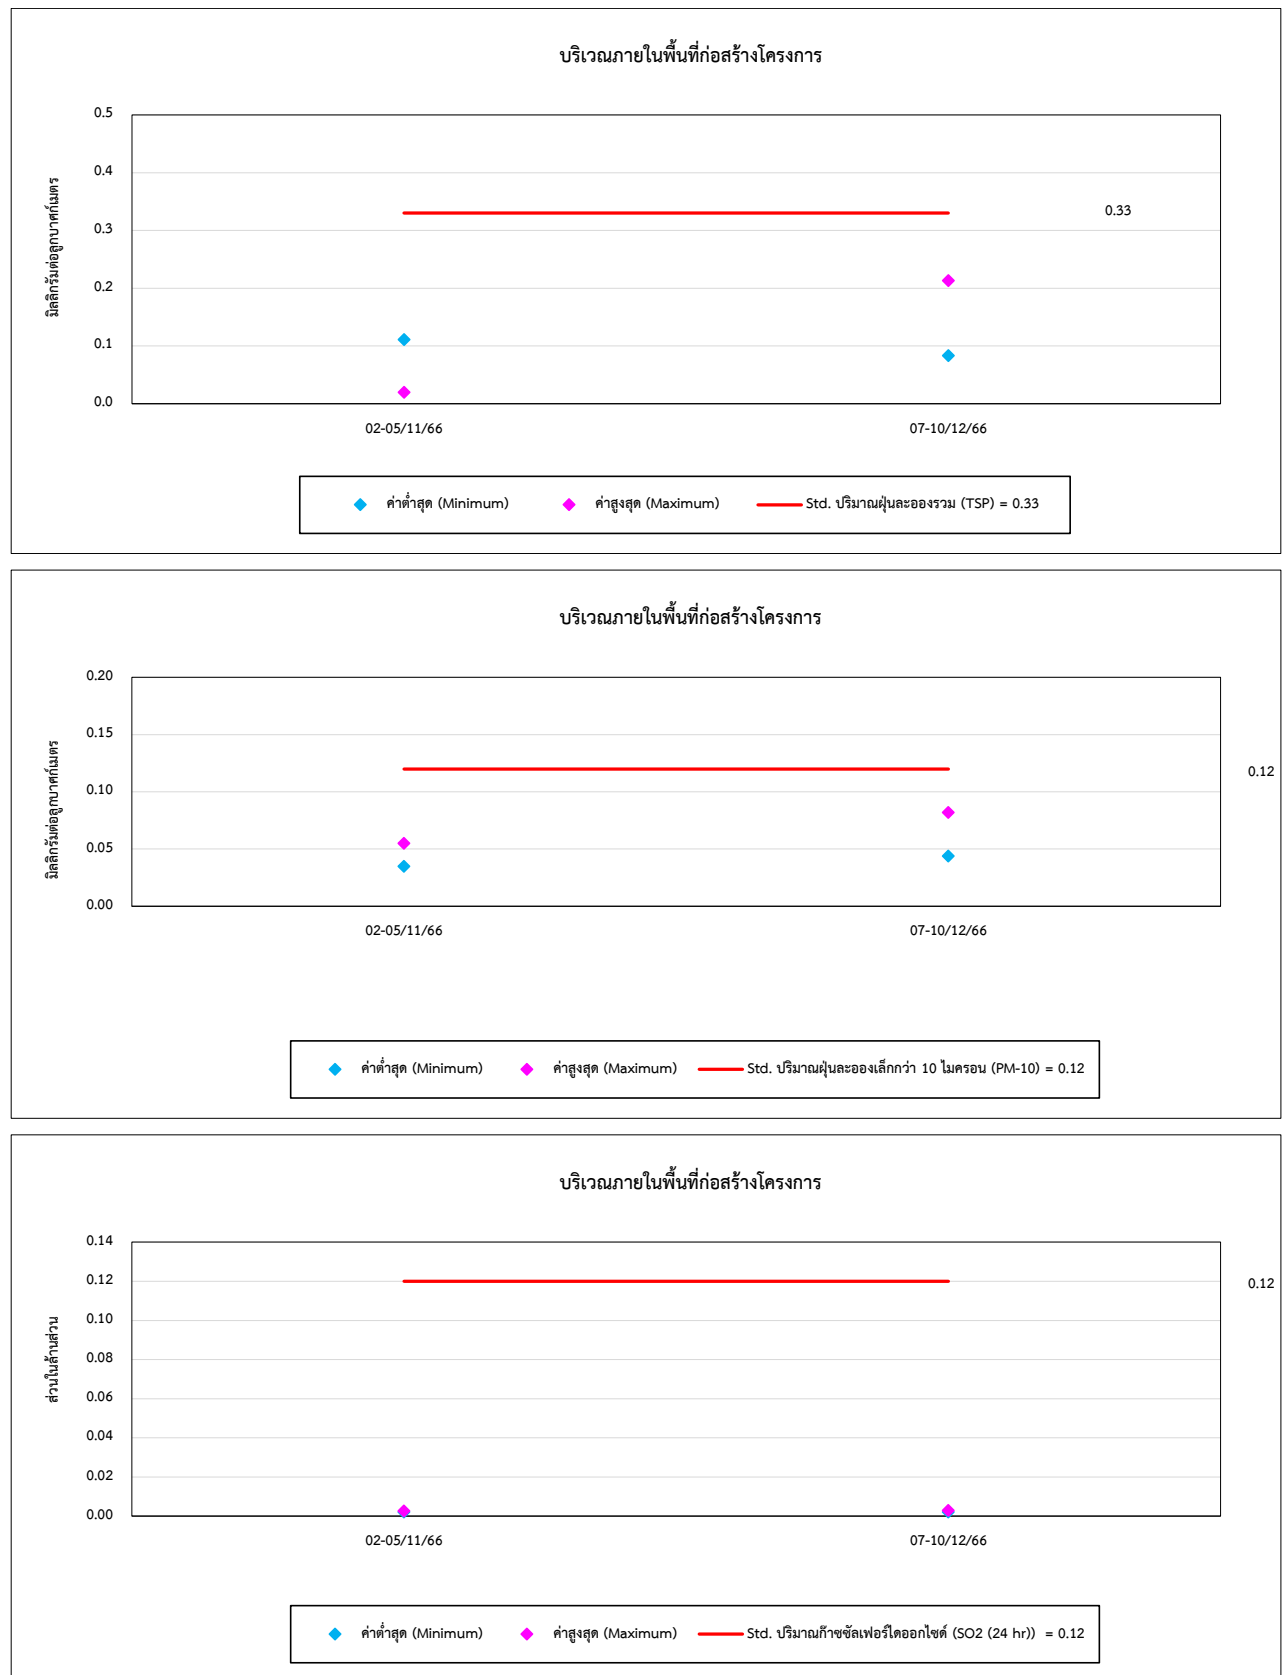 บริเวณภายในพื้นที่ก่อสร้างโครงการ
0.5
0.4
0.3
0.2
0.1
0.0
มิลลิกรัมต่อลูกบาศก์เมตร
0.33
02-05/11/66 07-10/12/66
ค่าต่ำสุด (Minimum) ค่าสูงสุด (Maximum) Std. ปริมาณฝุ่นละอองรวม (TSP) = 0.33
บริเวณภายในพื้นที่ก่อสร้างโครงการ
0.20
0.15
0.10
0.05
0.00
มิลลิกรัมต่อลูกบาศก์เมตร
0.12
02-05/11/66 07-10/12/66
ค่าต่ำสุด (Minimum) ค่าสูงสุด (Maximum) Std. ปริมาณฝุ่นละอองเล็กกว่า 10 ไมครอน (PM-10) = 0.12
บริเวณภายในพื้นที่ก่อสร้างโครงการ
0.14
0.12
0.10
0.08
0.06
0.04
0.02
0.00
ส่วนในล้านส่วน
0.12
02-05/11/66 07-10/12/66
ค่าต่ำสุด (Minimum) ค่าสูงสุด (Maximum) Std. ปริมาณก๊าซซัลเฟอร์ไดออกไซด์ (SO2 (24 hr)) = 0.12